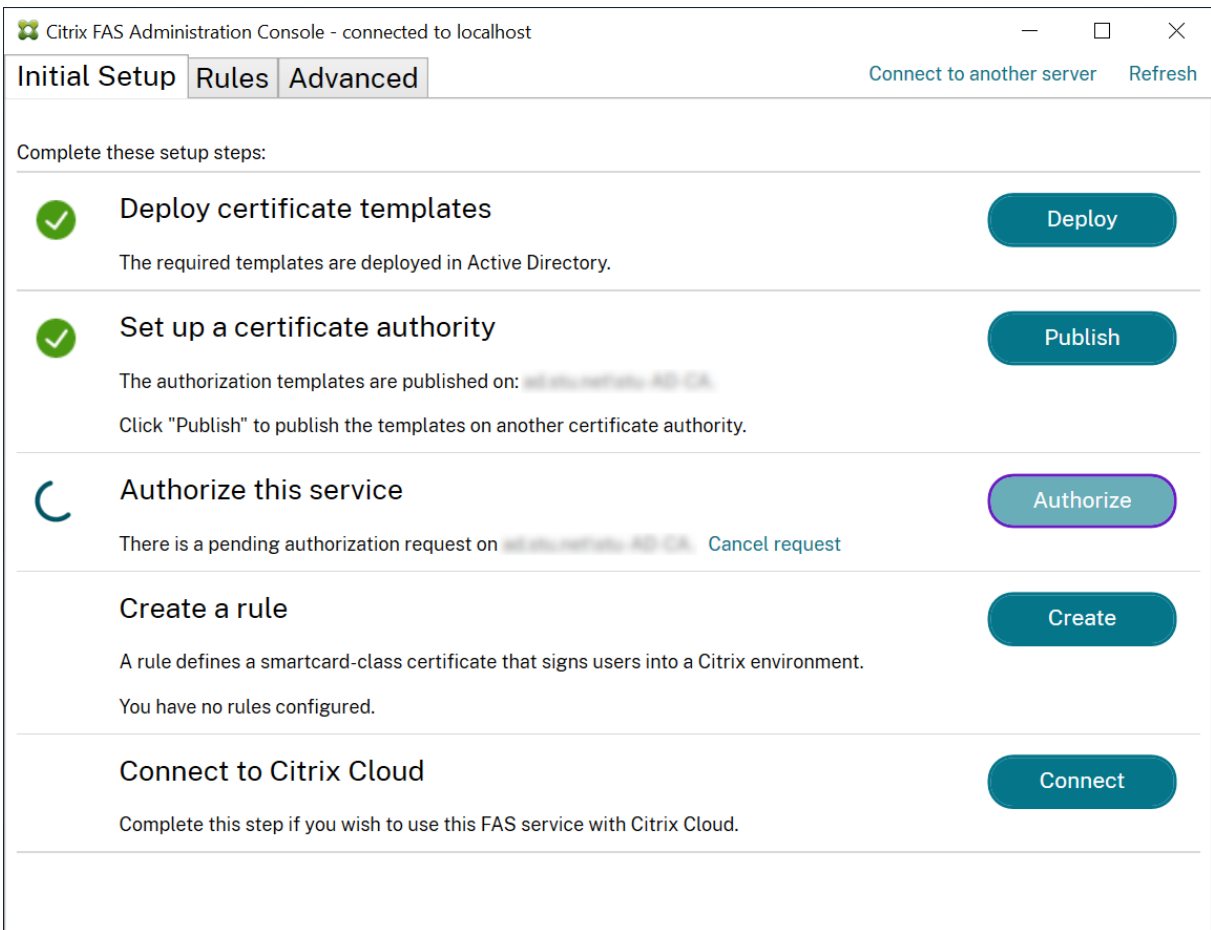 Citrix FAS Administration Console - connected to localhost
Initial Setup Rules Advanced Connect to another server Refresh
Complete these setup steps:
Deploy certificate templates
Deploy
The required templates are deployed in Active Directory.
Set up a certificate authority
Publish
The authorization templates are published on:
Click "Publish" to publish the templates on another certificate authority.
Authorize this service
Authorize
There is a pending authorization request on Cancel request
Create a rule
Create
A rule defines a smartcard-class certificate that signs users into a Citrix environment.
You have no rules configured.
Connect to Citrix Cloud
Connect
Complete this step if you wish to use this FAS service with Citrix Cloud.